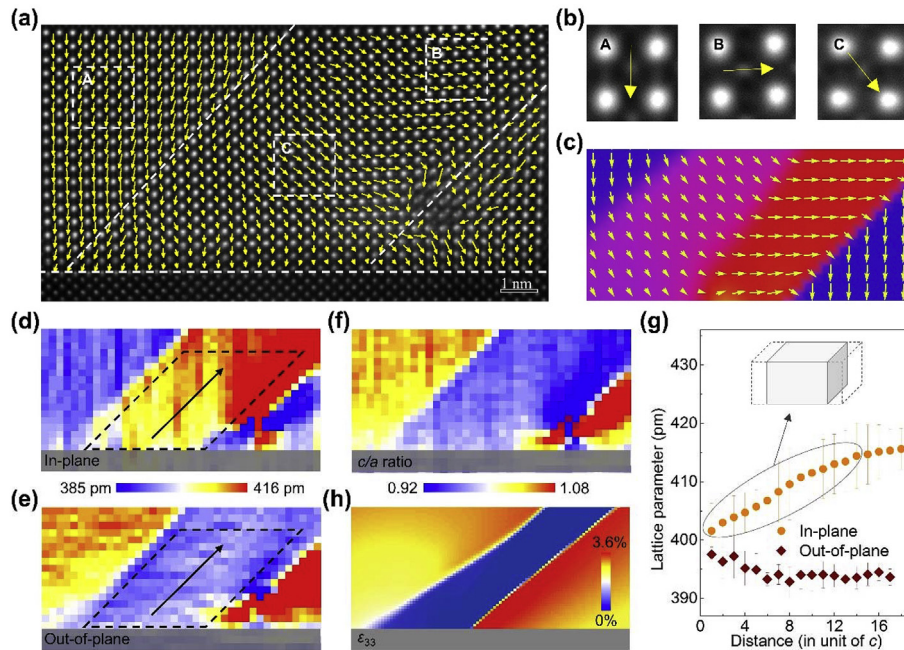 (a)
A
B
C
1 nm
(b)
A
B
C
(c)
(d)
In-plane
385 pm
416 pm
(e)
Out-of-plane
(f)
c/a ratio
0.92
1.08
(h)
3.6%
0%
ε33
(g)
Lattice parameter (pm)
430
420
410
400
390
In-plane
Out-of-plane
0
4
8
12
16
Distance (in unit of c)